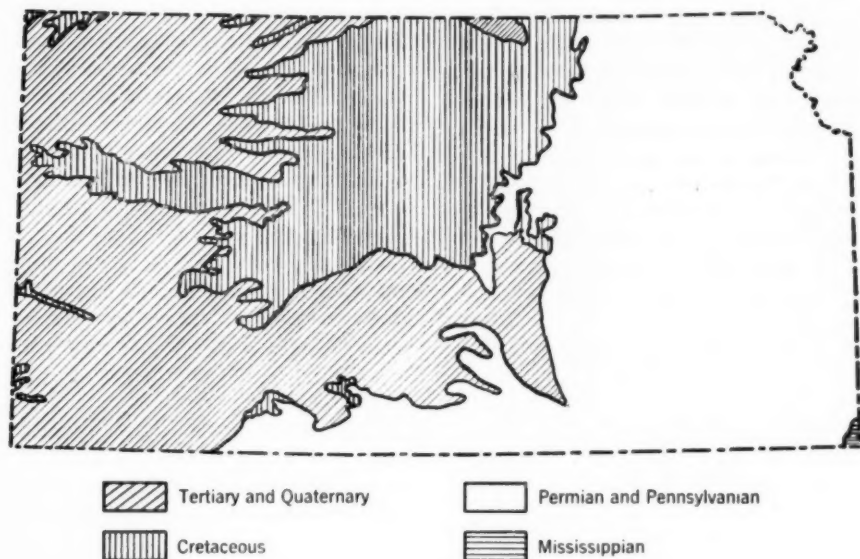 Tertiary and Quaternary
Permian and Pennsylvanian
Cretaceous
Mississippian